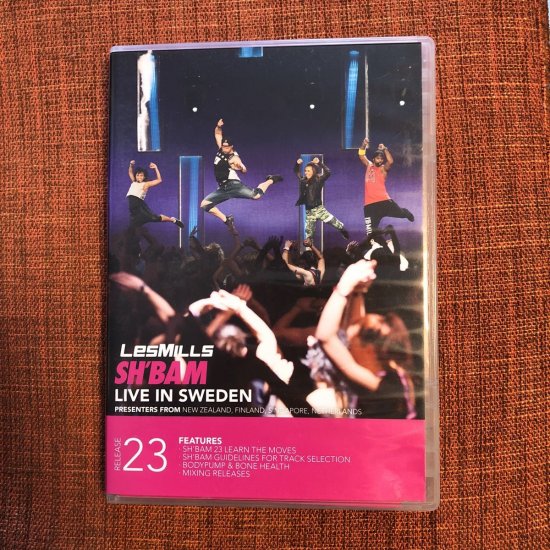 LesMills
SH'BAM
LIVE IN SWEDEN
PRESENTERS FROM NEW ZEALAND, FINLAND, SINGAPORE, NETHERLANDS
RELEASE 23
FEATURES
· SH'BAM 23 LEARN THE MOVES
· SH'BAM GUIDELINES FOR TRACK SELECTION
· BODYPUMP & BONE HEALTH
· MIXING RELEASES